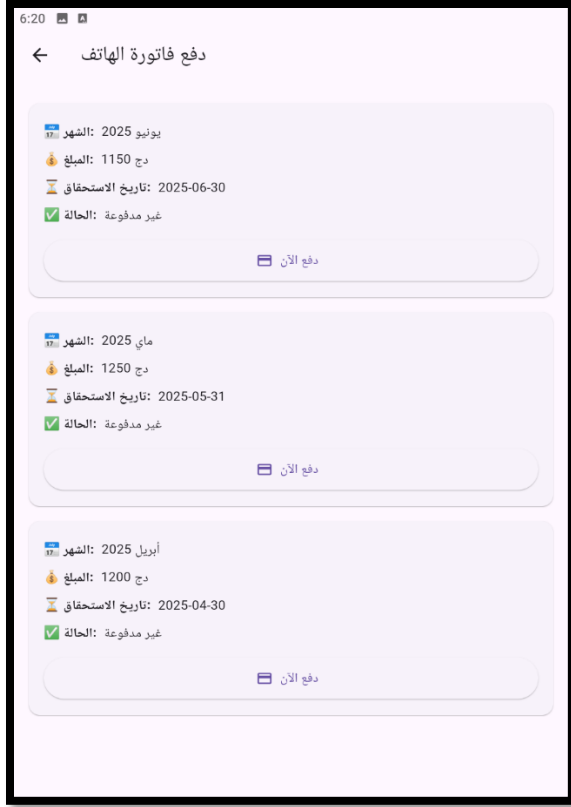 6:20
دفع فاتورة الهاتف
الشهر: يونيو 2025
المبلغ: 1150 دج
تاريخ الاستحقاق: 2025-06-30
الحالة: غير مدفوعة
دفع الآن
الشهر: ماي 2025
المبلغ: 1250 دج
تاريخ الاستحقاق: 2025-05-31
الحالة: غير مدفوعة
دفع الآن
الشهر: أبريل 2025
المبلغ: 1200 دج
تاريخ الاستحقاق: 2025-04-30
الحالة: غير مدفوعة
دفع الآن